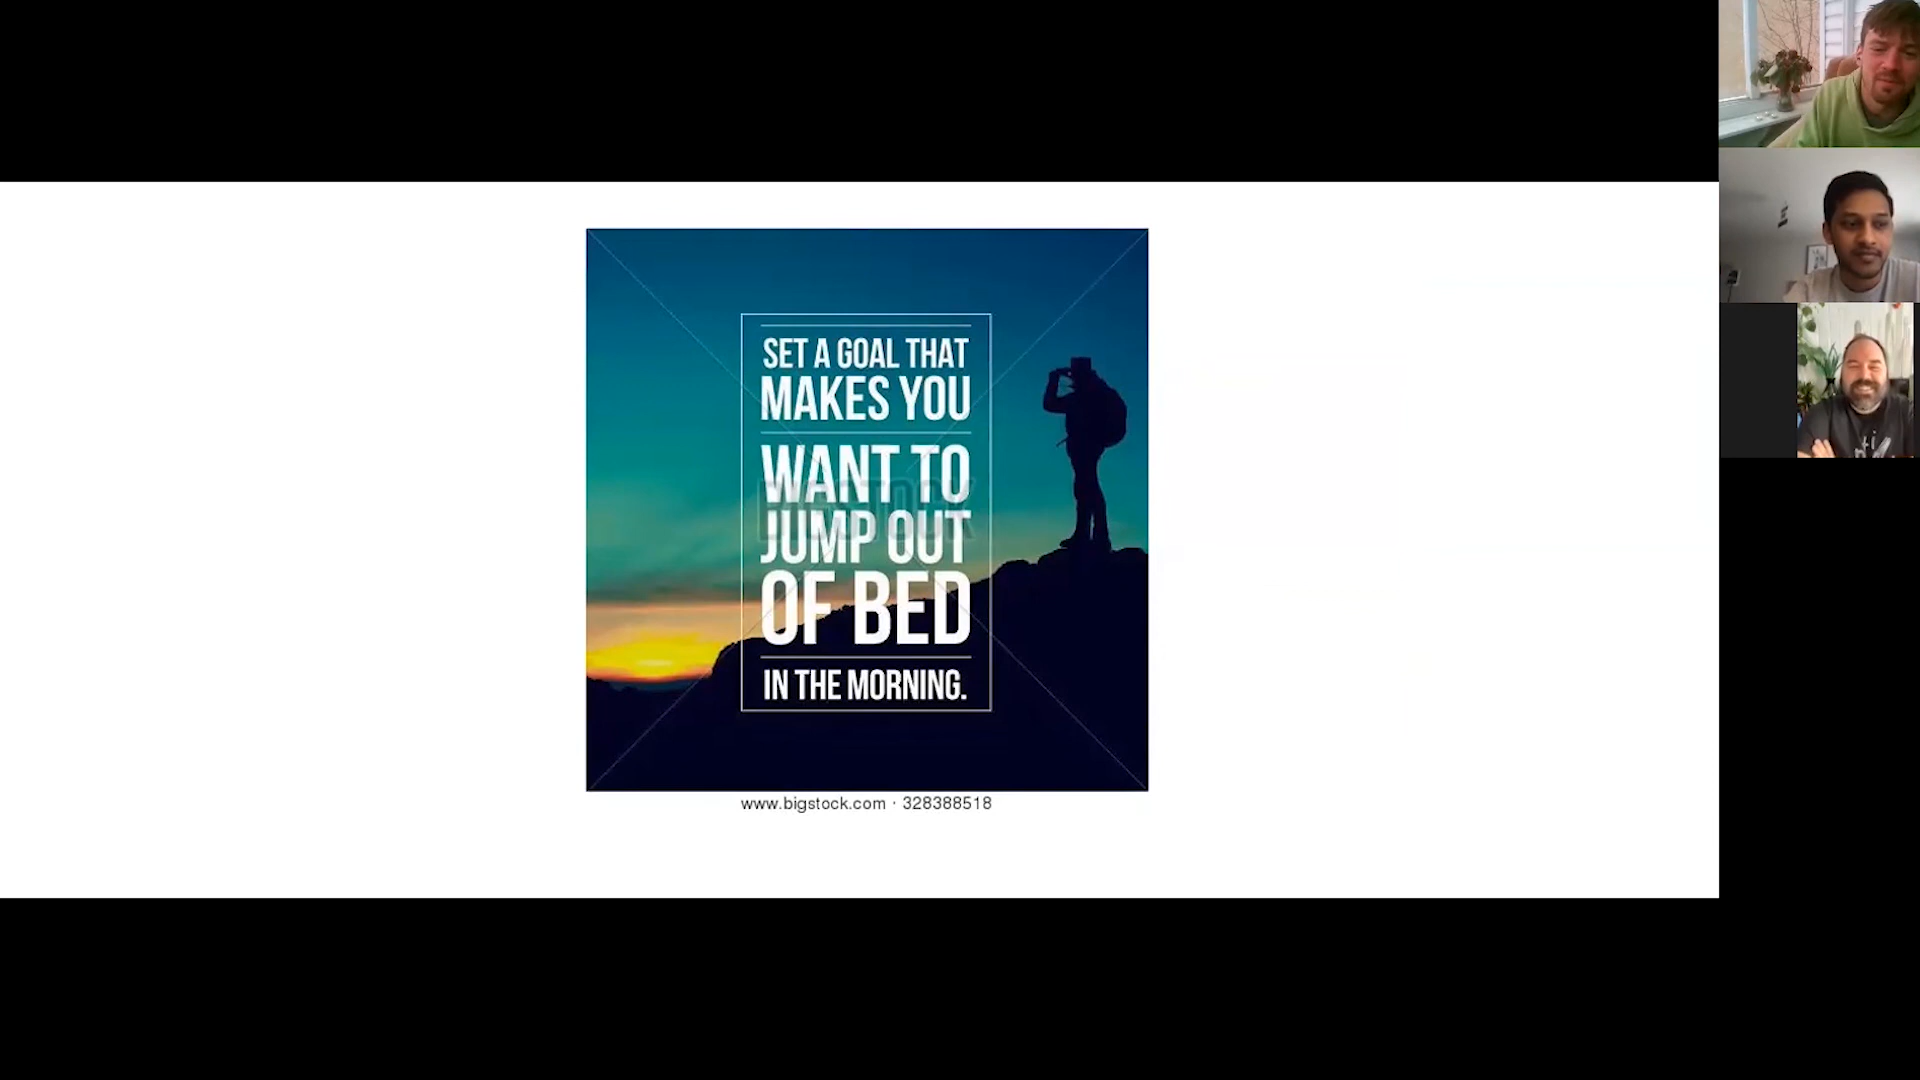 SET A GOAL THAT
MAKES YOU
WANT TO
JUMP OUT
OF BED
IN THE MORNING.
www.bigstock.com · 328388518